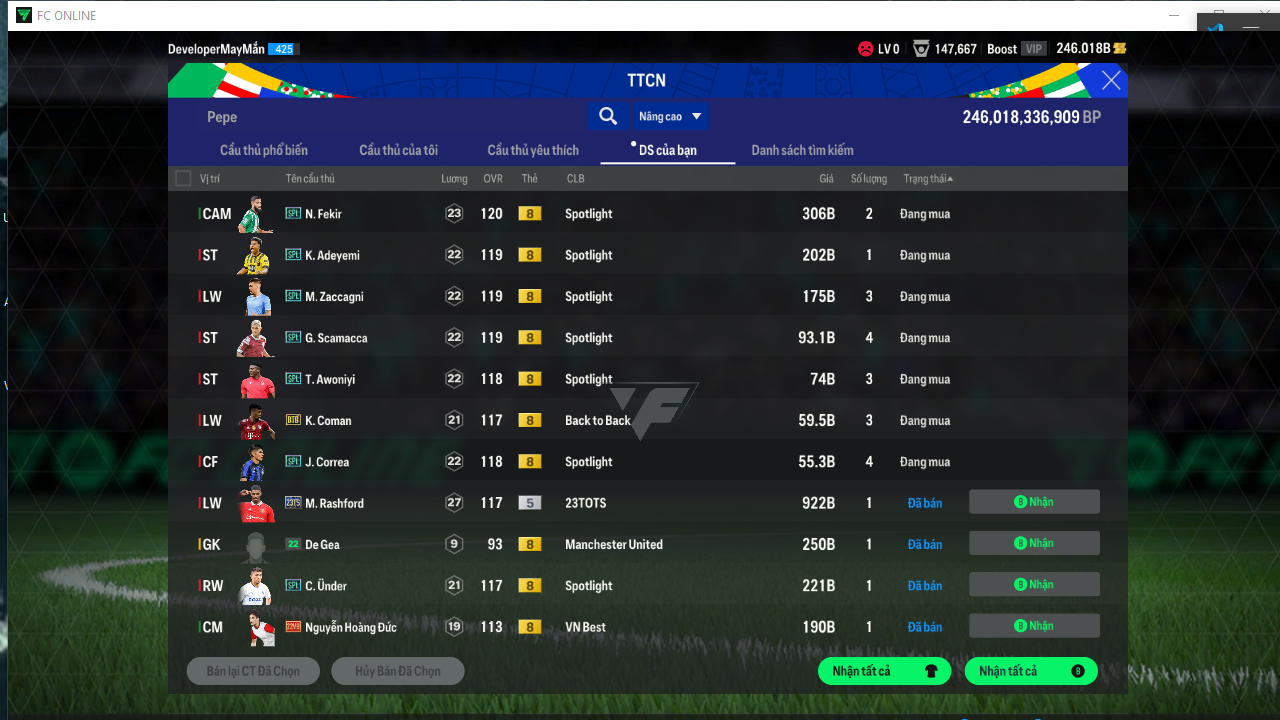 FC ONLINE
DeveloperMayMắn 425 LV 0 147,667 Boost VIP 246.018B
TTCN
Pepe Nâng cao 246,018,336,909 BP
Cầu thủ phổ biến Cầu thủ của tôi Cầu thủ yêu thích DS của bạn Danh sách tìm kiếm
Vị trí Tên cầu thủ Lương OVR Thẻ CLB Giá Số lượng Trạng thái
CAM SPL N. Fekir 23 120 8 Spotlight 306B 2 Đang mua
ST SPL K. Adeyemi 22 119 8 Spotlight 202B 1 Đang mua
LW SPL M. Zaccagni 22 119 8 Spotlight 175B 3 Đang mua
ST SPL G. Scamacca 22 119 8 Spotlight 93.1B 4 Đang mua
ST SPL T. Awoniyi 22 118 8 Spotlight 74B 3 Đang mua
LW BTB K. Coman 21 117 8 Back to Back 59.5B 3 Đang mua
CF SPL J. Correa 22 118 8 Spotlight 55.3B 4 Đang mua
LW 23TS M. Rashford 27 117 5 23TOTS 922B 1 Đã bán Nhận
GK 22 De Gea 9 93 8 Manchester United 250B 1 Đã bán Nhận
RW SPL C. Ünder 21 117 8 Spotlight 221B 1 Đã bán Nhận
CM 22VB Nguyễn Hoàng Đức 19 113 8 VN Best 190B 1 Đã bán Nhận
Bán lại CT Đã Chọn Hủy Bán Đã Chọn Nhận tất cả Nhận tất cả